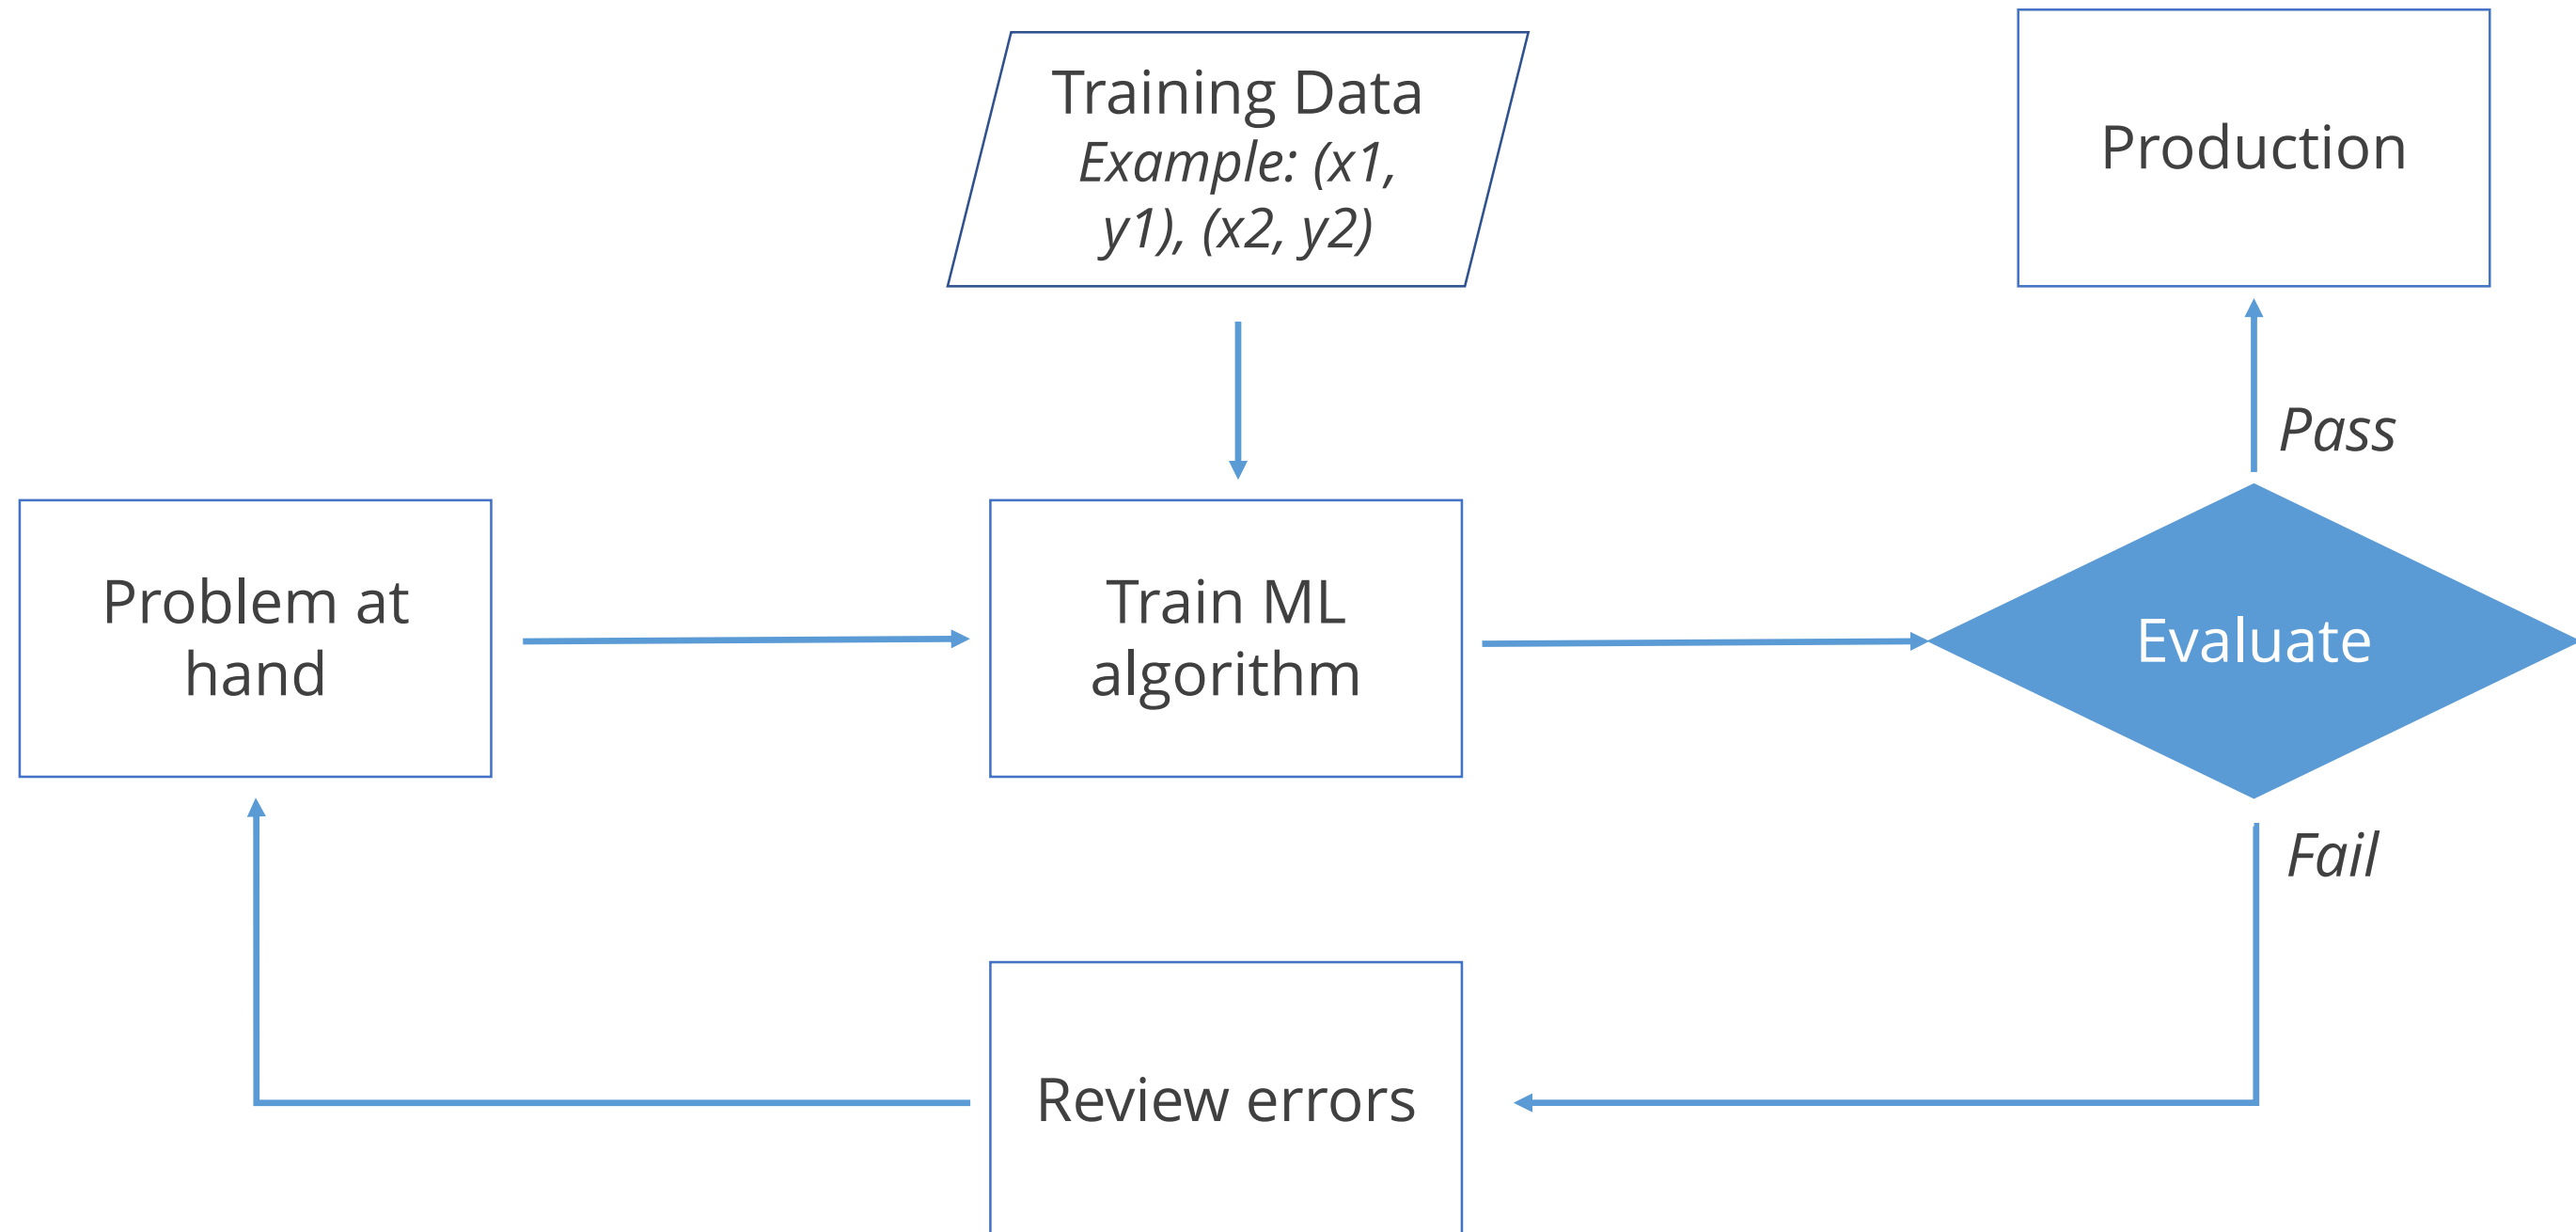 Training Data
Example: (x1,
y1), (x2, y2)
Production
Pass
Problem at
hand
Train ML
algorithm
Evaluate
Fail
Review errors